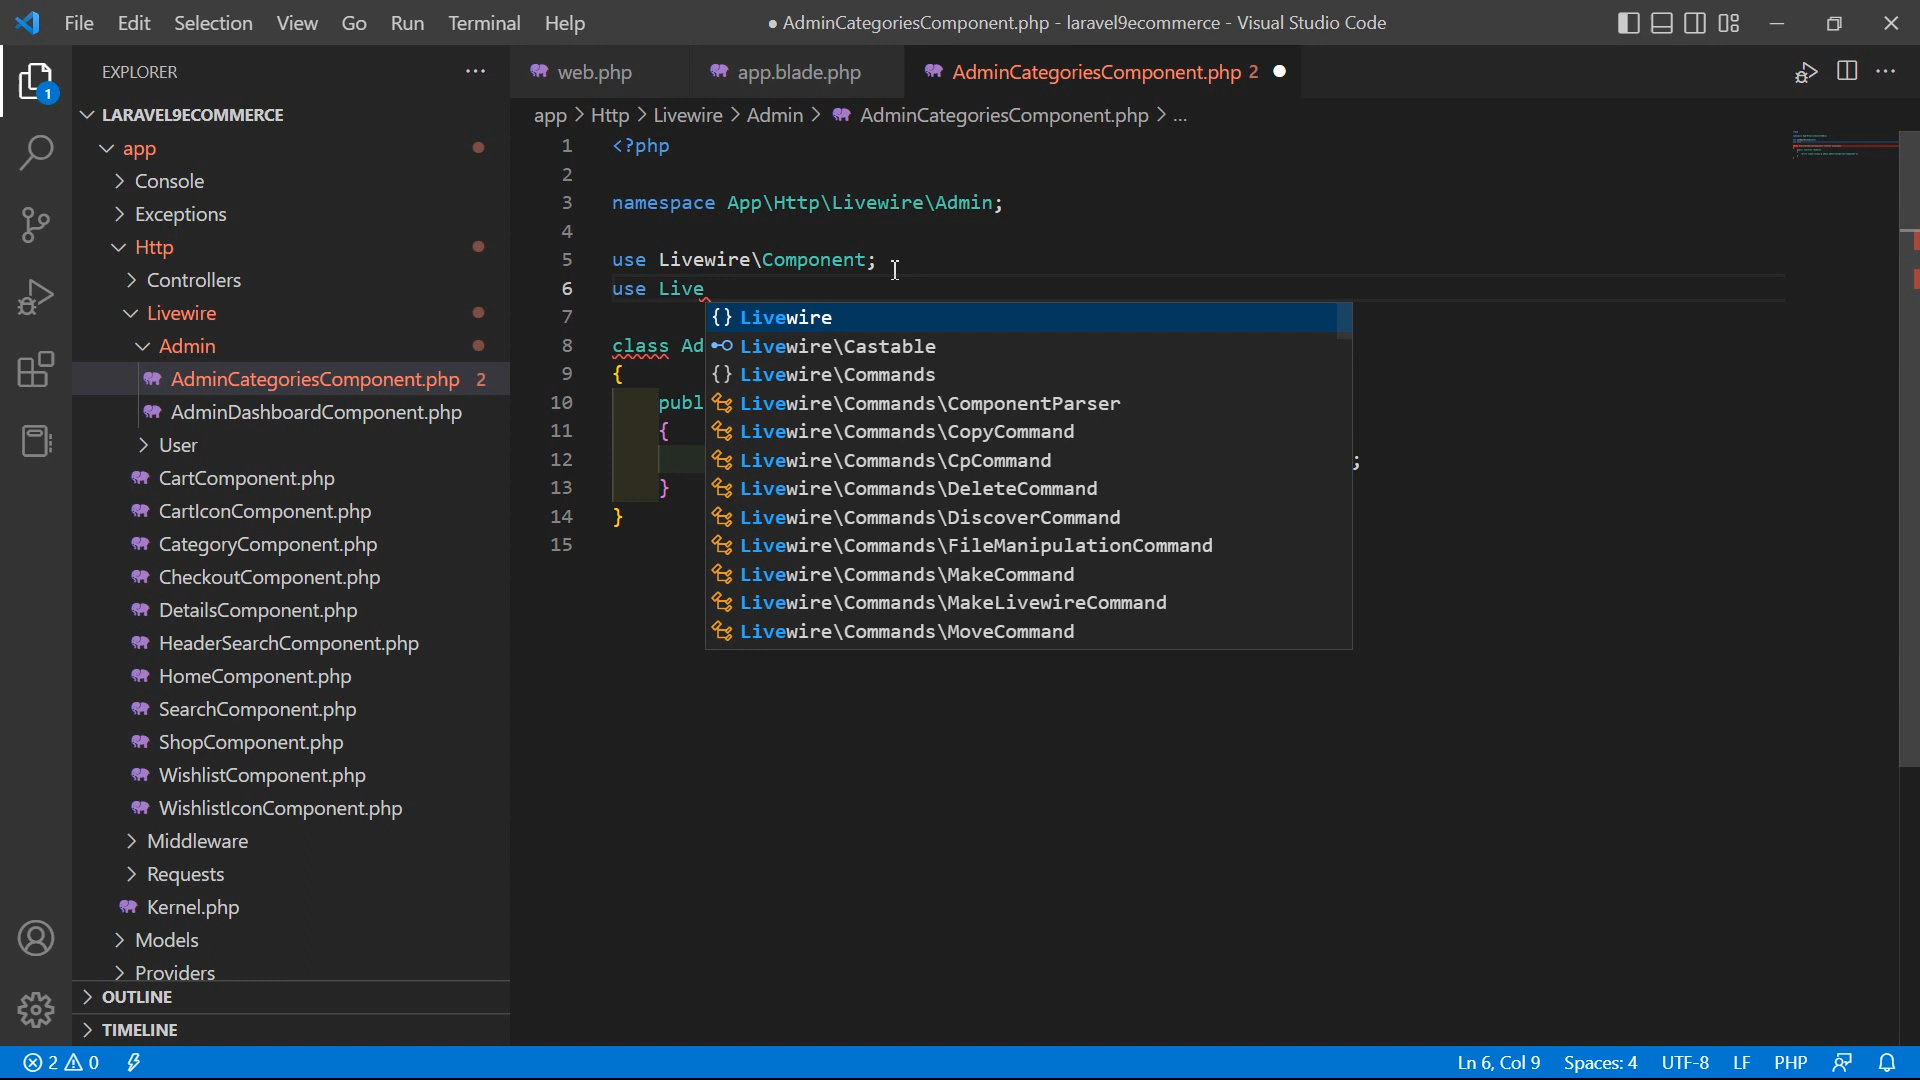 File Edit Selection View Go Run Terminal Help
● AdminCategoriesComponent.php - laravel9ecommerce - Visual Studio Code
EXPLORER
1
LARAVEL9ECOMMERCE
app
Console
Exceptions
Http
Controllers
Livewire
Admin
AdminCategoriesComponent.php 2
AdminDashboardComponent.php
User
CartComponent.php
CartIconComponent.php
CategoryComponent.php
CheckoutComponent.php
DetailsComponent.php
HeaderSearchComponent.php
HomeComponent.php
SearchComponent.php
ShopComponent.php
WishlistComponent.php
WishlistIconComponent.php
Middleware
Requests
Kernel.php
Models
Providers
OUTLINE
TIMELINE
web.php app.blade.php AdminCategoriesComponent.php 2
app > Http > Livewire > Admin > AdminCategoriesComponent.php > ...
1 <?php
2
3 namespace App\Http\Livewire\Admin;
4
5 use Livewire\Component;
6 use Live
7
8 class Ad
9 {
10 publ
11 {
12 ;
13 }
14 }
15
{} Livewire
Livewire\Castable
{} Livewire\Commands
Livewire\Commands\ComponentParser
Livewire\Commands\CopyCommand
Livewire\Commands\CpCommand
Livewire\Commands\DeleteCommand
Livewire\Commands\DiscoverCommand
Livewire\Commands\FileManipulationCommand
Livewire\Commands\MakeCommand
Livewire\Commands\MakeLivewireCommand
Livewire\Commands\MoveCommand
2 0 Ln 6, Col 9 Spaces: 4 UTF-8 LF PHP